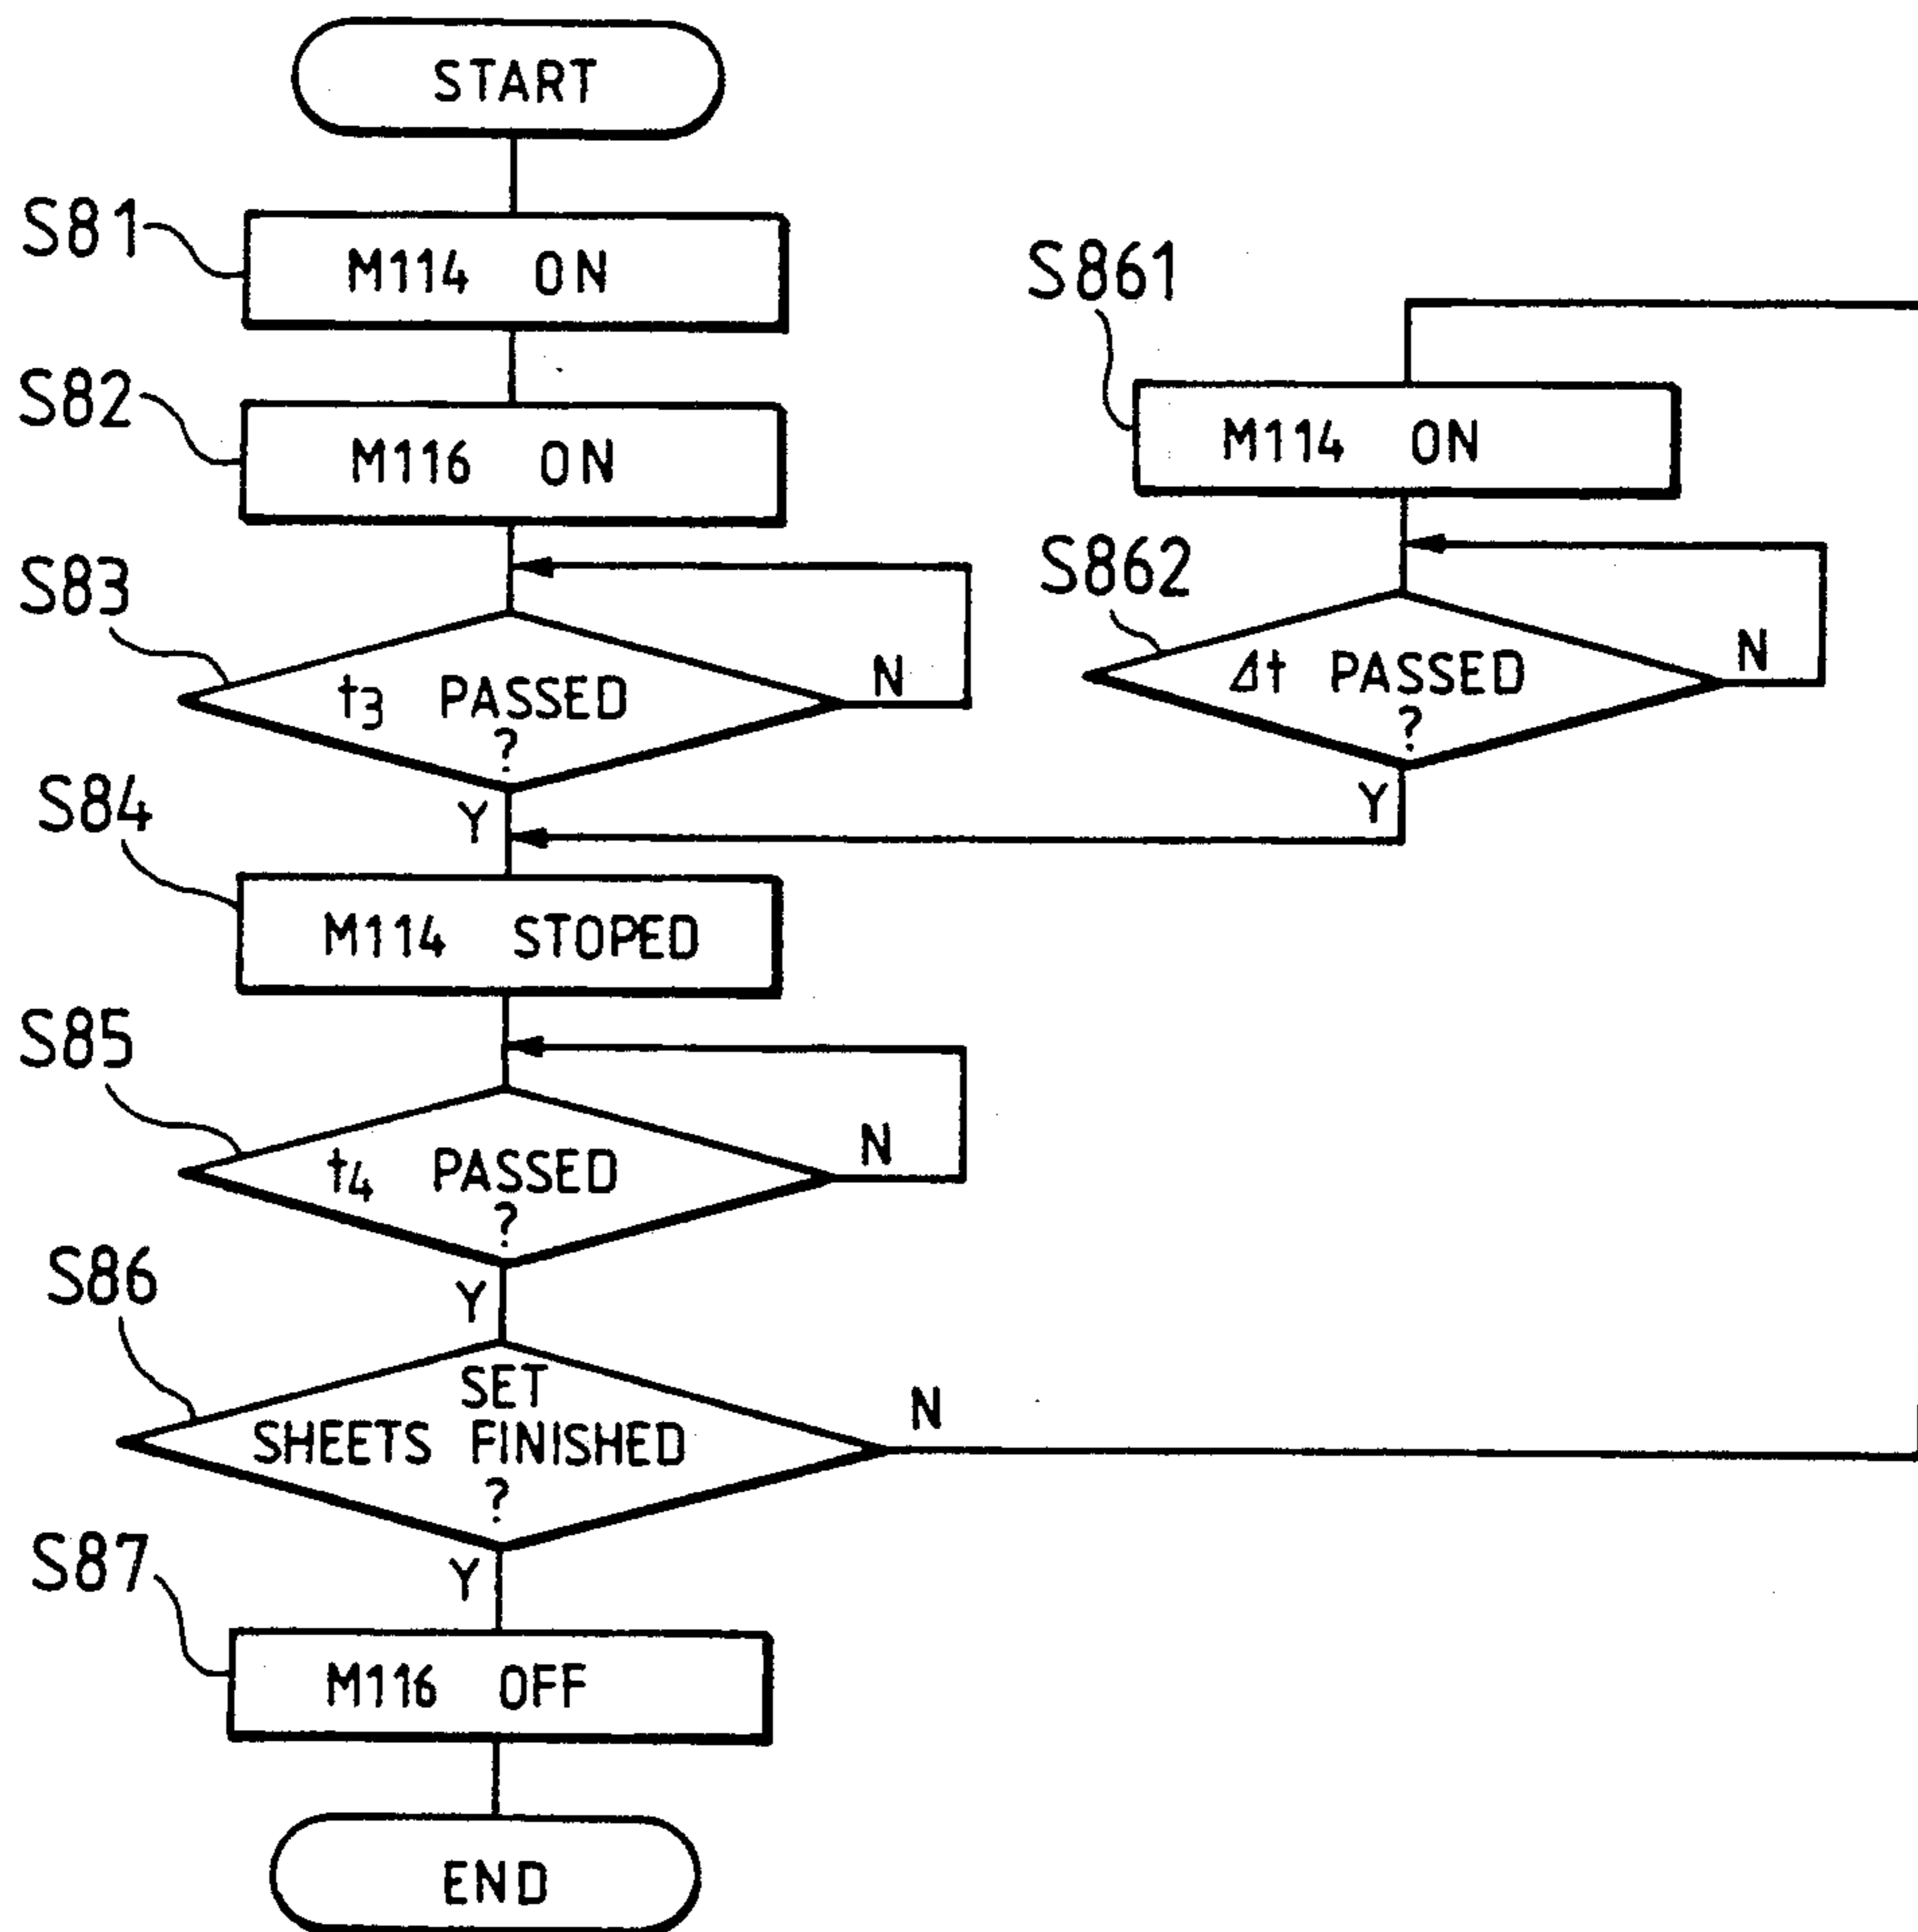 START
S81
M114 ON
S82
M116 ON
S83
t3 PASSED
?
N
Y
S84
M114 STOPED
S85
t4 PASSED
?
N
Y
S86
SET
SHEETS FINISHED
?
N
Y
S87
M116 OFF
END
S861
M114 ON
S862
Δt PASSED
?
N
Y